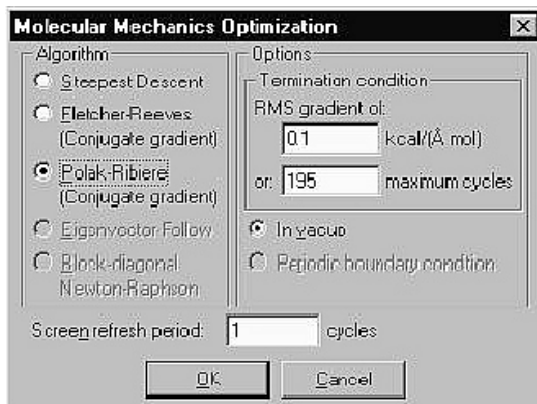 Molecular Mechanics Optimization
Algorithm
Steepest Descent
Fletcher-Reeves
(Conjugate gradient)
Polak-Ribiere
(Conjugate gradient)
Eigenvector Follow
Block-diagonal
Newton-Raphson
Options
Termination condition
RMS gradient of:
0.1 kcal/(Å mol)
or: 195 maximum cycles
In vacuo
Periodic boundary condition
Screen refresh period: 1 cycles
OK Cancel